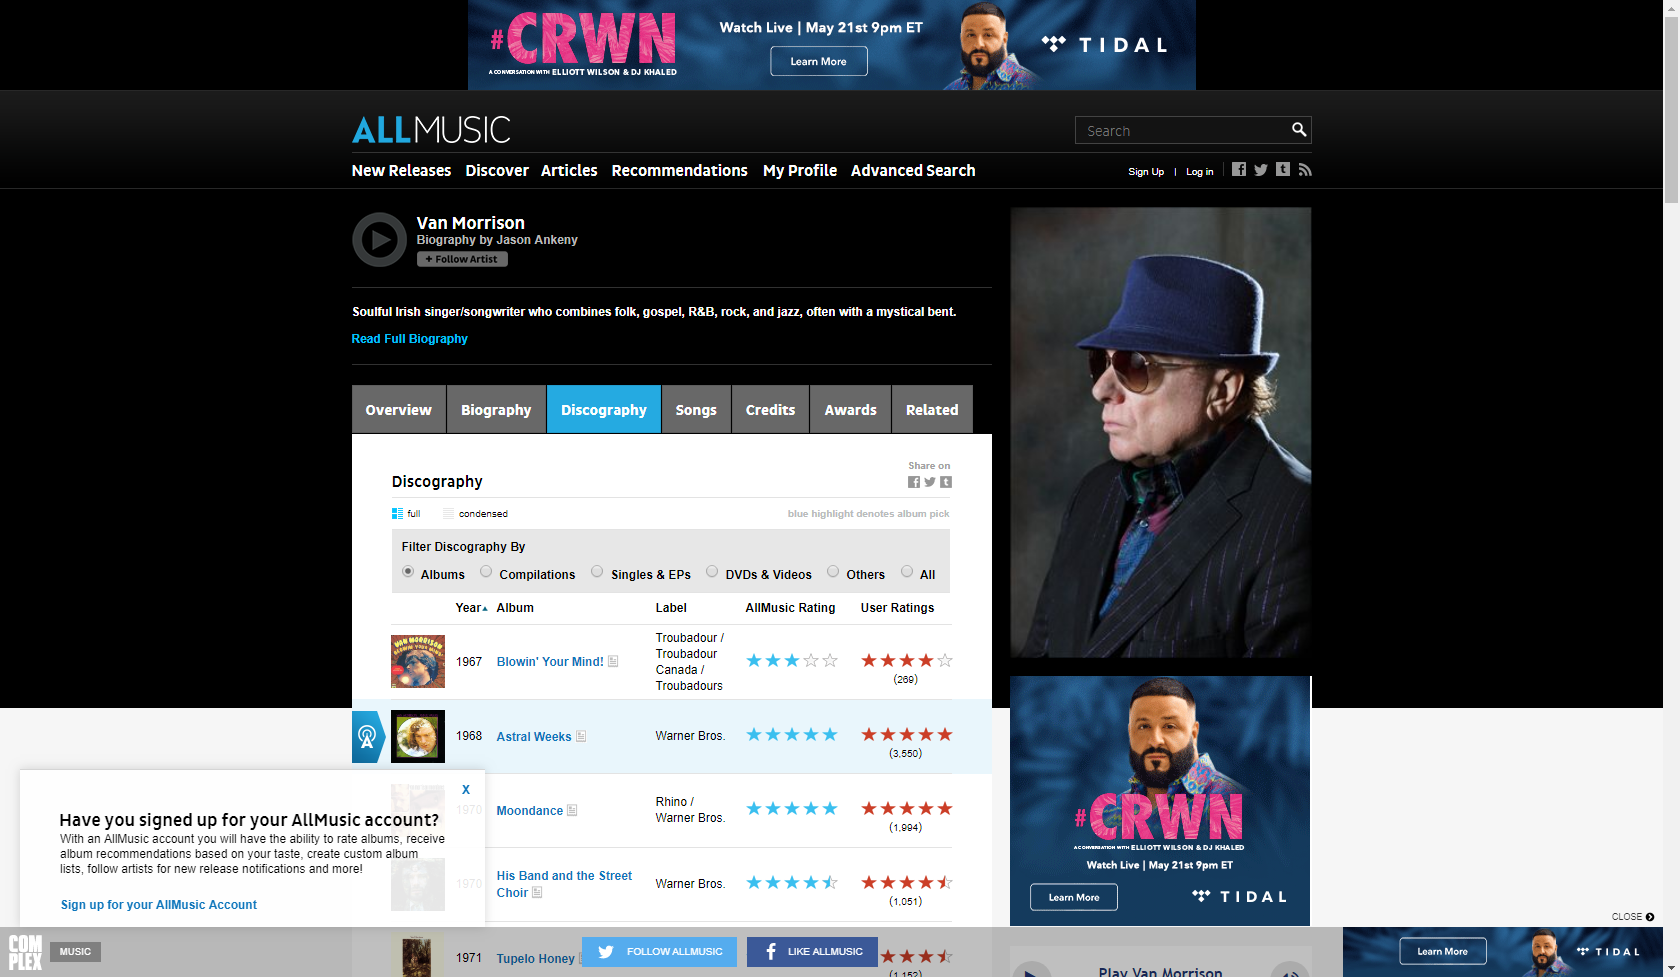 #CRWN
A CONVERSATION WITH ELLIOTT WILSON & DJ KHALED
Watch Live | May 21st 9pm ET
Learn More
TIDAL
ALLMUSIC
Search
New Releases Discover Articles Recommendations My Profile Advanced Search
Sign Up | Log in
Van Morrison
Biography by Jason Ankeny
+ Follow Artist
Soulful Irish singer/songwriter who combines folk, gospel, R&B, rock, and jazz, often with a mystical bent.
Read Full Biography
Overview Biography Discography Songs Credits Awards Related
Share on
Discography
full condensed
blue highlight denotes album pick
Filter Discography By
Albums Compilations Singles & EPs DVDs & Videos Others All
Year Album Label AllMusic Rating User Ratings
VAN MORRISON
BLOWIN' YOUR MIND!
1967 Blowin' Your Mind!
Troubadour /
Troubadour
Canada /
Troubadours
(269)
1968 Astral Weeks Warner Bros.
(3,550)
1970 Moondance
Rhino /
Warner Bros.
(1,994)
1970 His Band and the Street
Choir
Warner Bros.
(1,051)
1971 Tupelo Honey
(1,152)
X
Have you signed up for your AllMusic account?
With an AllMusic account you will have the ability to rate albums, receive
album recommendations based on your taste, create custom album
lists, follow artists for new release notifications and more!
Sign up for your AllMusic Account
#CRWN
A CONVERSATION WITH ELLIOTT WILSON & DJ KHALED
Watch Live | May 21st 9pm ET
Learn More
TIDAL
CLOSE
COM
PLEX
MUSIC
FOLLOW ALLMUSIC
LIKE ALLMUSIC
Play Van Morrison
Learn More
TIDAL